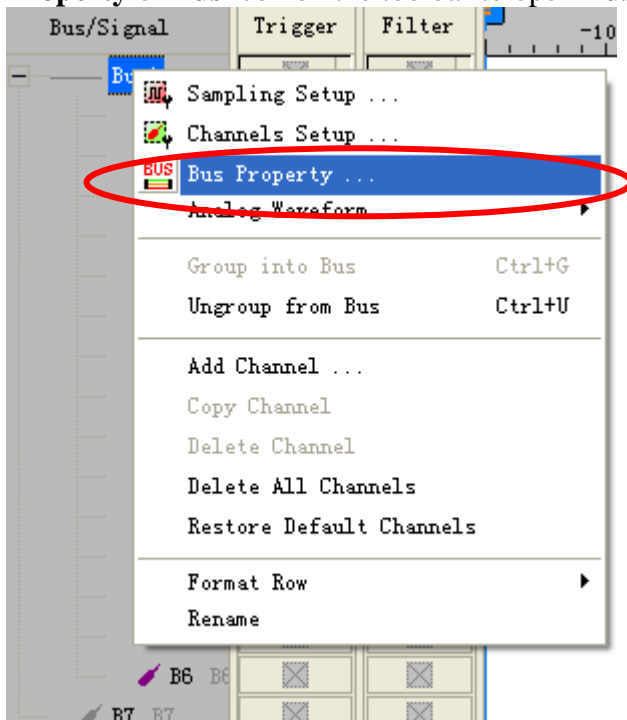 Bus/Signal Trigger Filter -10
Sampling Setup ...
Channels Setup ...
BUS Bus Property ...
Analog Waveform
Group into Bus Ctrl+G
Ungroup from Bus Ctrl+U
Add Channel ...
Copy Channel
Delete Channel
Delete All Channels
Restore Default Channels
Format Row
Rename
B6 B6
B7 B7